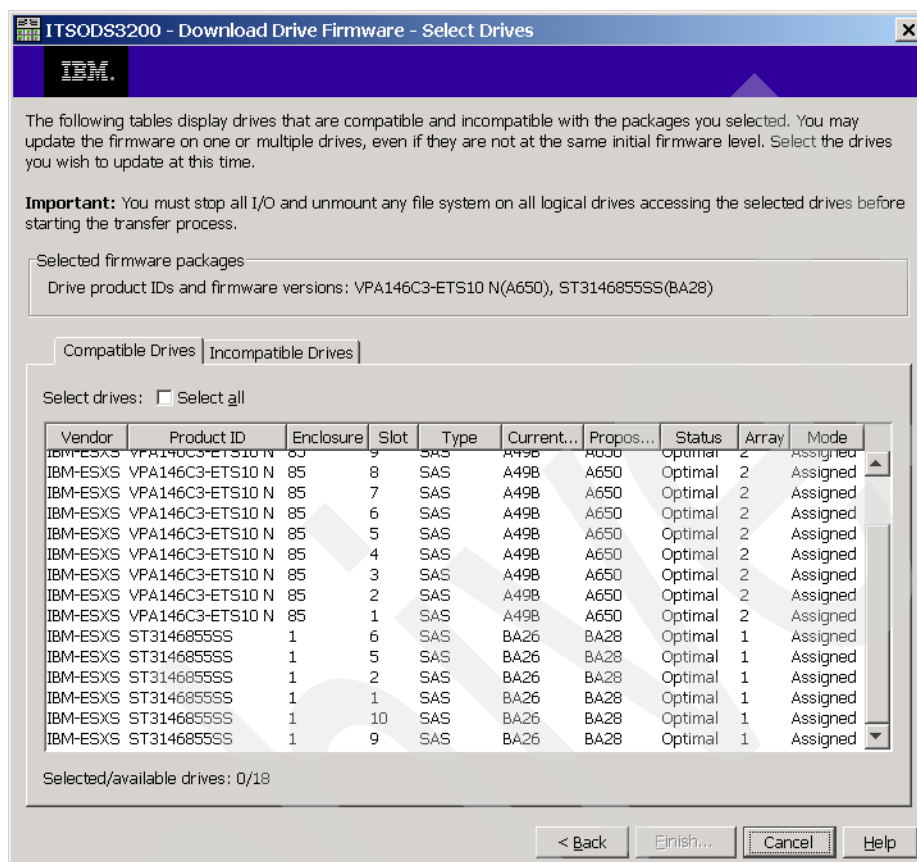 ITSODS3200 - Download Drive Firmware - Select Drives
IBM.
The following tables display drives that are compatible and incompatible with the packages you selected. You may
update the firmware on one or multiple drives, even if they are not at the same initial firmware level. Select the drives
you wish to update at this time.
Important: You must stop all I/O and unmount any file system on all logical drives accessing the selected drives before
starting the transfer process.
Selected firmware packages
Drive product IDs and firmware versions: VPA146C3-ETS10 N(A650), ST3146855SS(BA28)
Compatible Drives Incompatible Drives
Select drives: Select all
Vendor Product ID Enclosure Slot Type Current... Propos... Status Array Mode
IBM-ESXS VPA146C3-ETS10 N 85 9 SAS A49B A650 Optimal 2 Assigned
IBM-ESXS VPA146C3-ETS10 N 85 8 SAS A49B A650 Optimal 2 Assigned
IBM-ESXS VPA146C3-ETS10 N 85 7 SAS A49B A650 Optimal 2 Assigned
IBM-ESXS VPA146C3-ETS10 N 85 6 SAS A49B A650 Optimal 2 Assigned
IBM-ESXS VPA146C3-ETS10 N 85 5 SAS A49B A650 Optimal 2 Assigned
IBM-ESXS VPA146C3-ETS10 N 85 4 SAS A49B A650 Optimal 2 Assigned
IBM-ESXS VPA146C3-ETS10 N 85 3 SAS A49B A650 Optimal 2 Assigned
IBM-ESXS VPA146C3-ETS10 N 85 2 SAS A49B A650 Optimal 2 Assigned
IBM-ESXS VPA146C3-ETS10 N 85 1 SAS A49B A650 Optimal 2 Assigned
IBM-ESXS ST3146855SS 1 6 SAS BA26 BA28 Optimal 1 Assigned
IBM-ESXS ST3146855SS 1 5 SAS BA26 BA28 Optimal 1 Assigned
IBM-ESXS ST3146855SS 1 2 SAS BA26 BA28 Optimal 1 Assigned
IBM-ESXS ST3146855SS 1 1 SAS BA26 BA28 Optimal 1 Assigned
IBM-ESXS ST3146855SS 1 10 SAS BA26 BA28 Optimal 1 Assigned
IBM-ESXS ST3146855SS 1 9 SAS BA26 BA28 Optimal 1 Assigned
Selected/available drives: 0/18
< Back Finish... Cancel Help